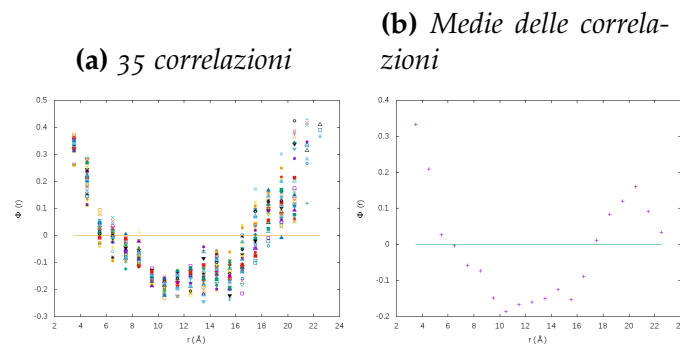 (a) 35 correlazioni
(b) Medie delle correla-
zioni
0.5
0.4
0.3
0.2
0.1
0
-0.1
-0.2
-0.3
2 4 6 8 10 12 14 16 18 20 22 24
Φ (r)
r (Å)
0.4
0.3
0.2
0.1
0
-0.1
-0.2
2 4 6 8 10 12 14 16 18 20 22 24
Φ (r)
r (Å)